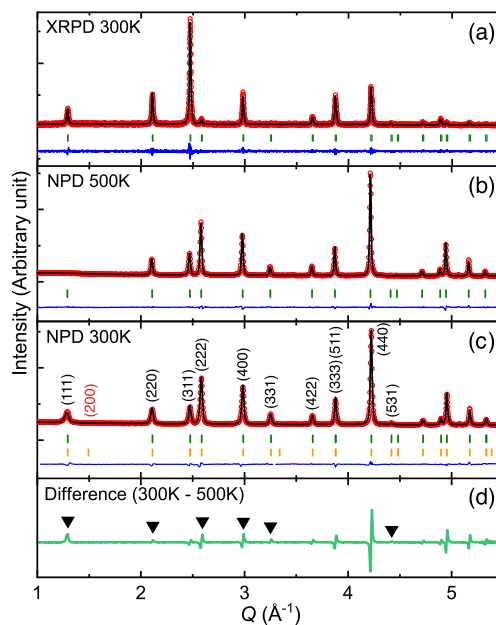 XRPD 300K (a)
NPD 500K (b)
NPD 300K (c)
(111)
(200)
(220)
(311)
(222)
(400)
(331)
(422)
(333) (511)
(440)
(531)
Difference (300K - 500K) (d)
Intensity (Arbitrary unit)
1 2 3 4 5
Q (Å-1)